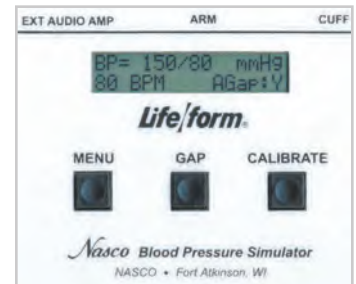 EXT AUDIO AMP ARM CUFF
BP= 150/80 mmHg
80 BPM AGap:Y
Life/form®
MENU GAP CALIBRATE
Nasco Blood Pressure Simulator
NASCO • Fort Atkinson, WI